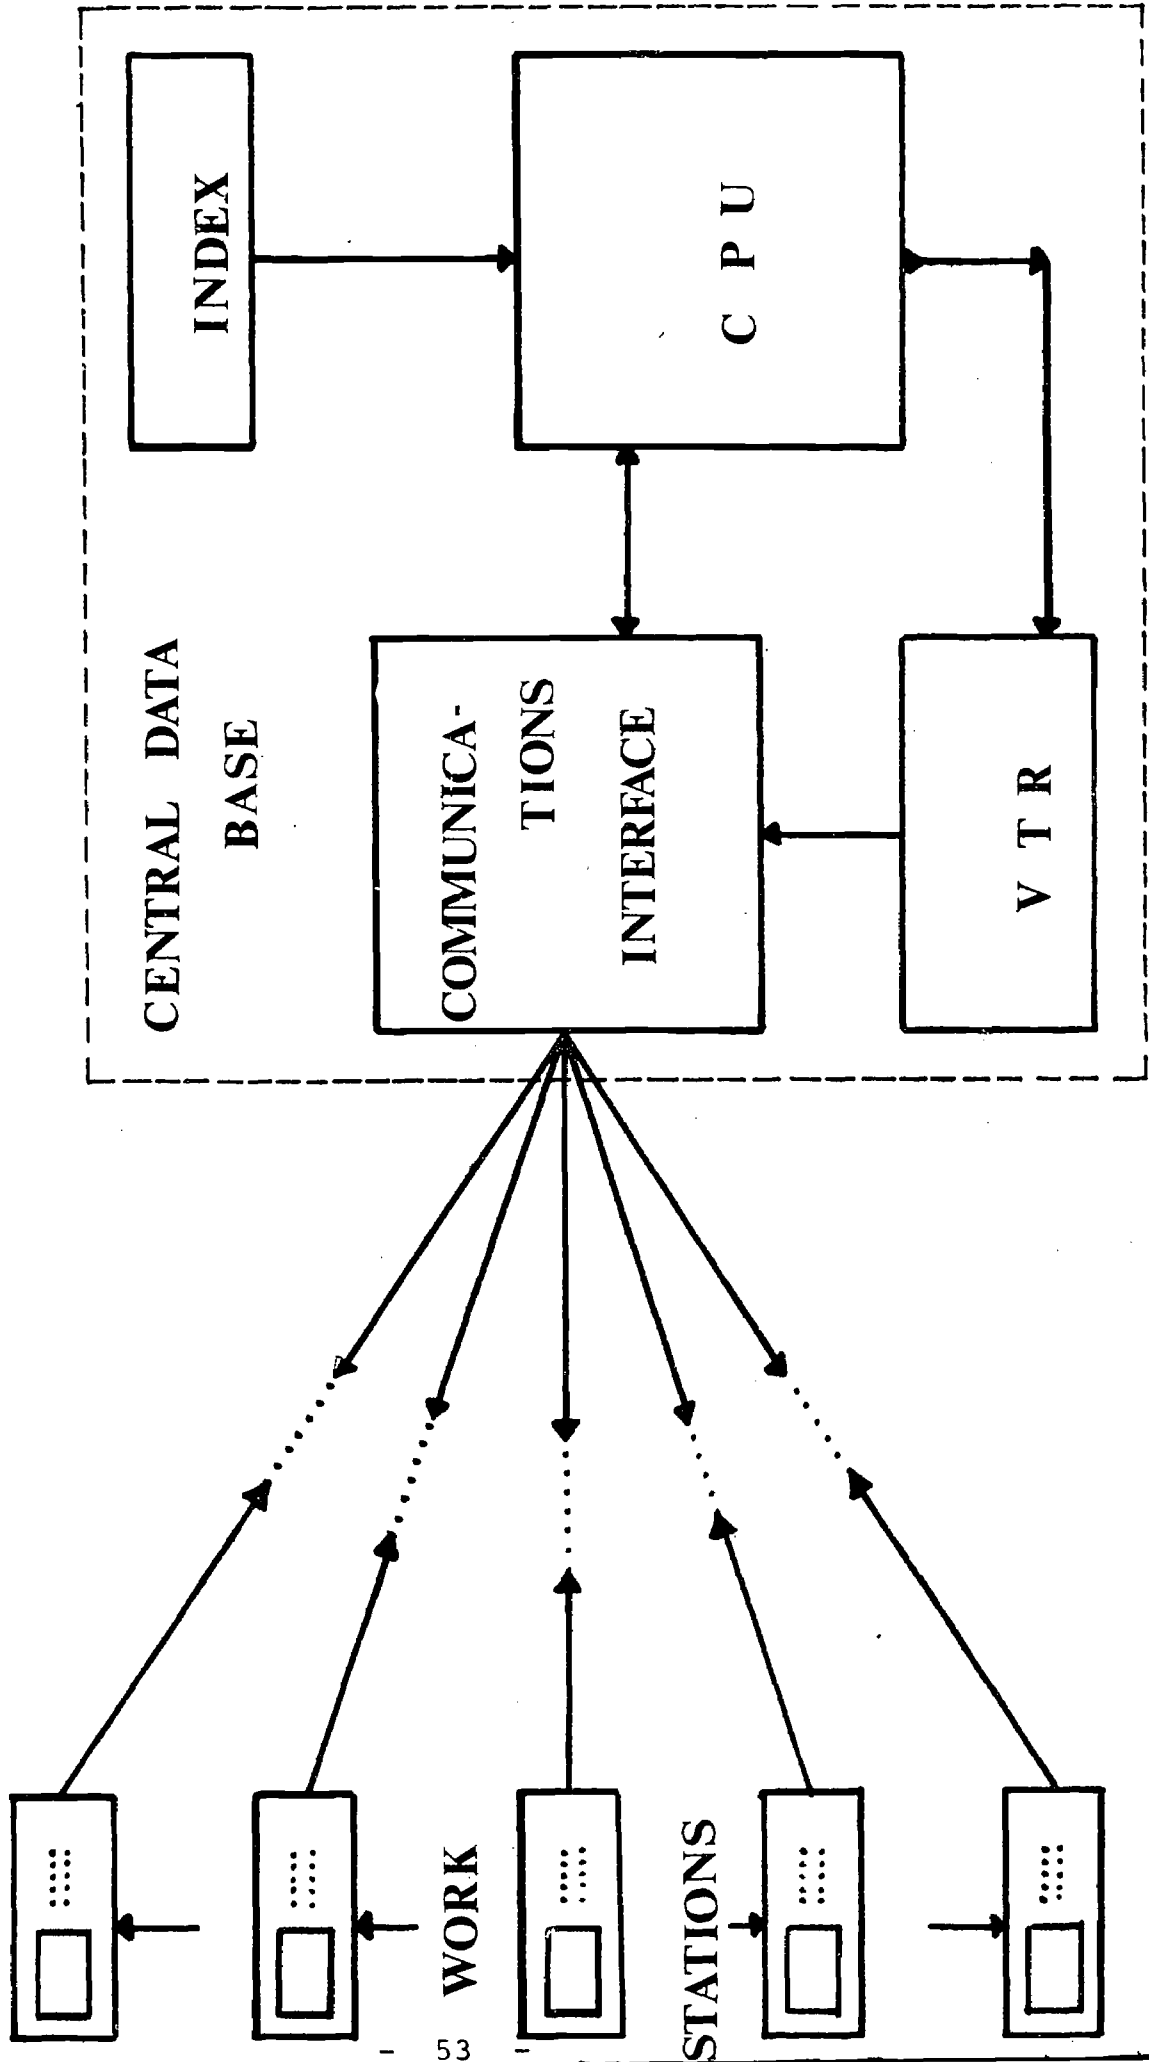 INDEX
C P U
CENTRAL DATA
BASE
COMMUNICA-
TIONS
INTERFACE
V T R
WORK
STATIONS
- 53 -